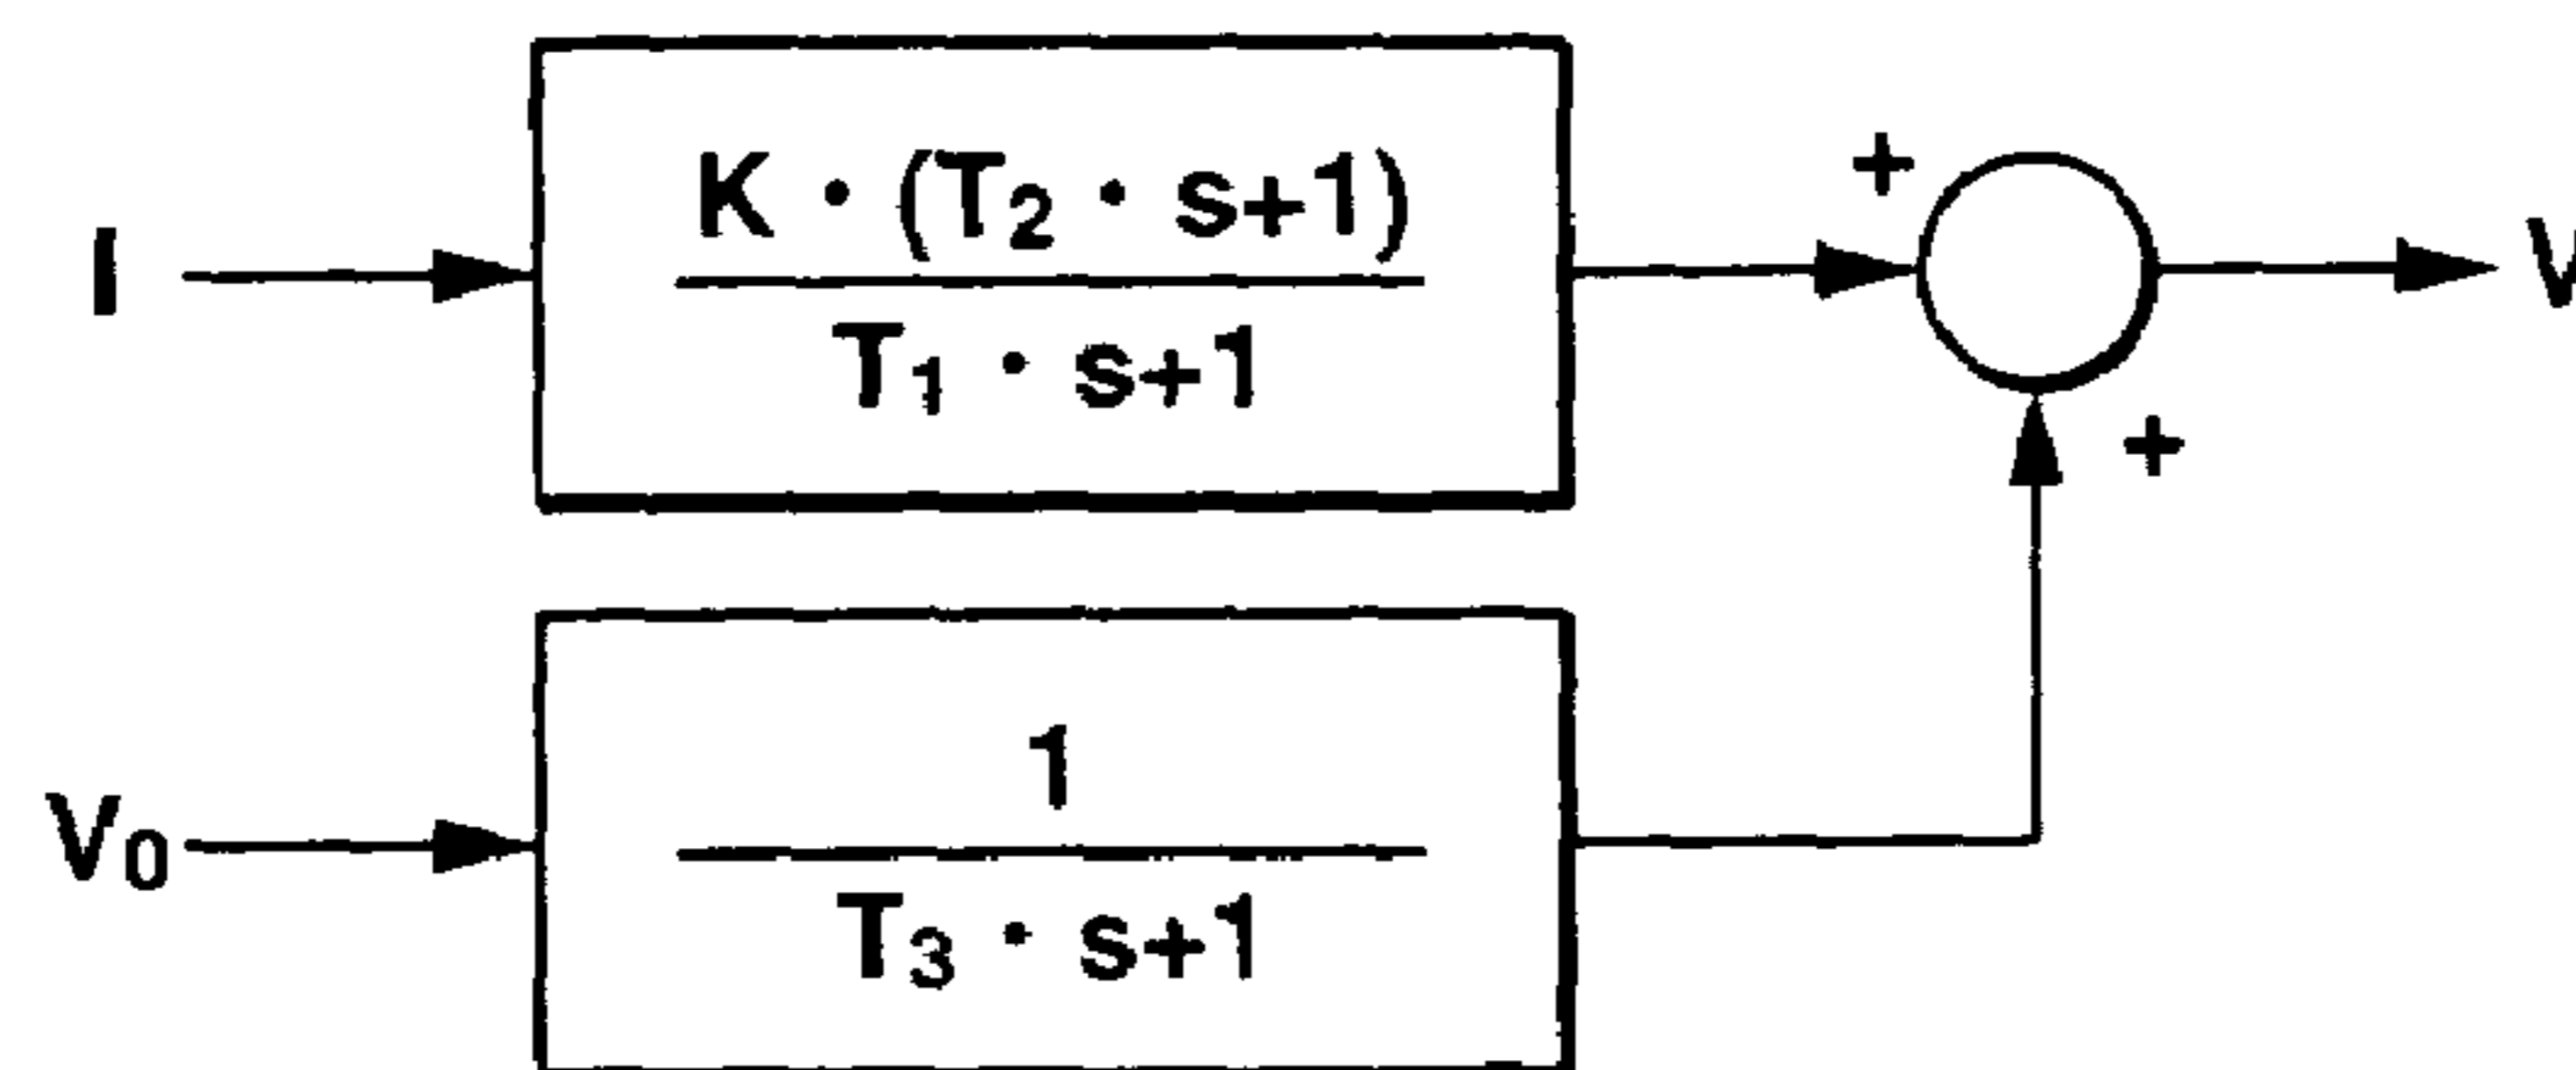 I
K · (T₂ · s+1)
T₁ · s+1
+
V
+
V₀
1
T₃ · s+1